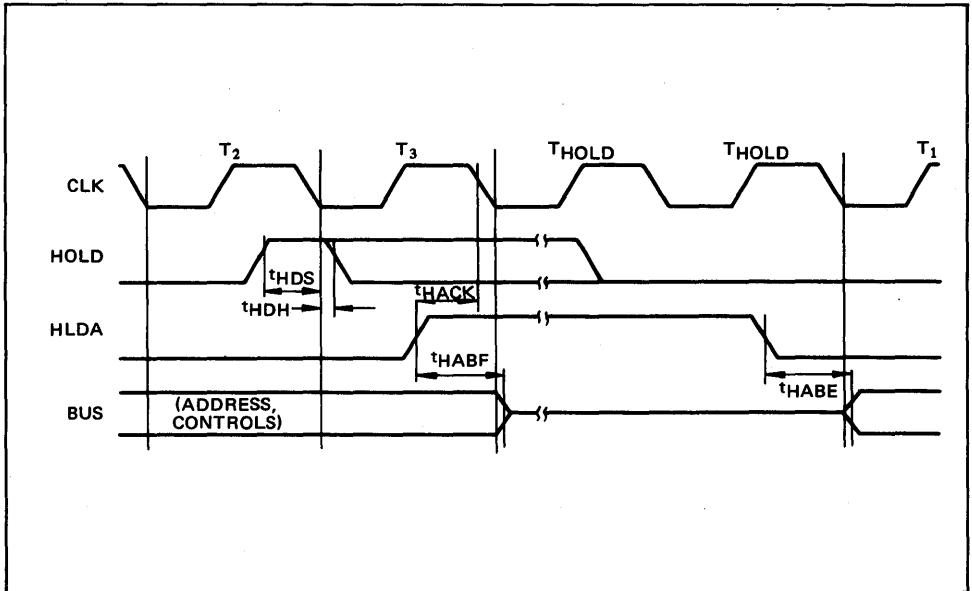 T2 T3 THOLD THOLD T1
CLK
HOLD
tHDS
tHDH
tHACK
HLDA
tHABF
tHABE
BUS
(ADDRESS,
CONTROLS)